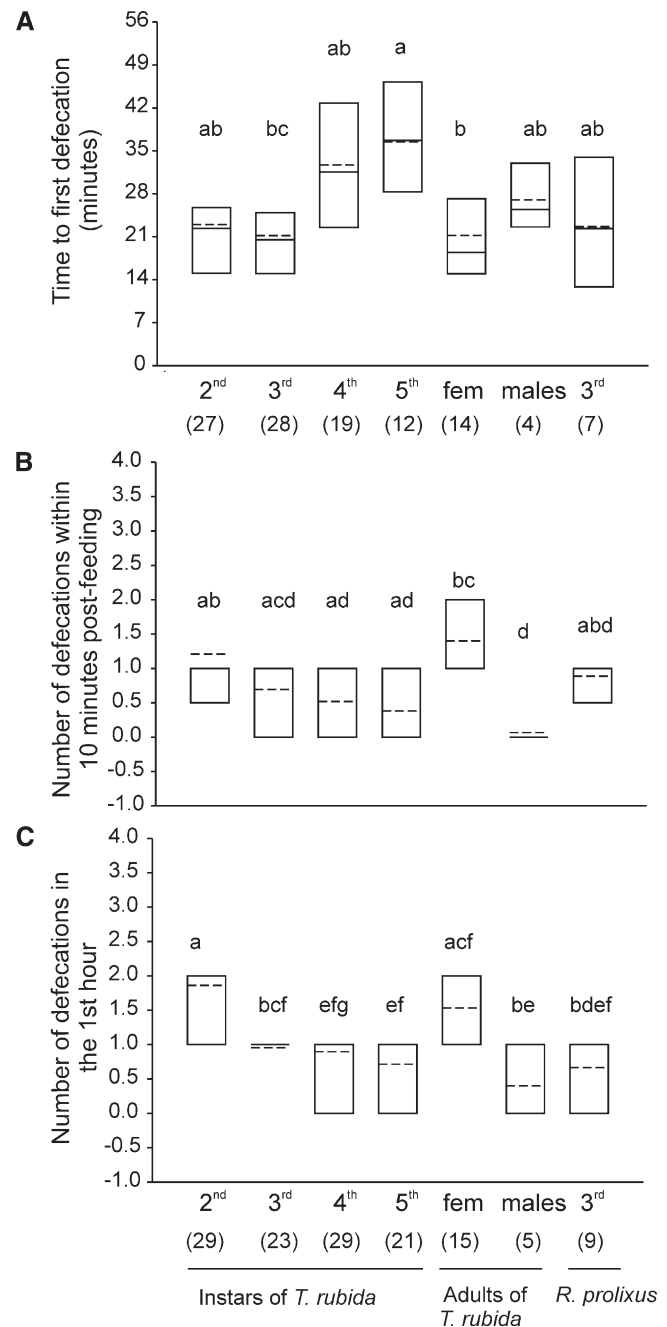 A
Time to first defecation
(minutes)
56
49
42
35
28
21
14
7
0
ab
bc
ab
a
b
ab
ab
2nd 3rd 4th 5th fem males 3rd
(27) (28) (19) (12) (14) (4) (7)
B
Number of defecations within
10 minutes post-feeding
4.0
3.5
3.0
2.5
2.0
1.5
1.0
0.5
0.0
-0.5
-1.0
ab
acd
ad
ad
bc
d
abd
C
Number of defecations in
the 1st hour
4.0
3.5
3.0
2.5
2.0
1.5
1.0
0.5
0.0
-0.5
-1.0
a
bcf
efg
ef
acf
be
bdef
2nd 3rd 4th 5th fem males 3rd
(29) (23) (29) (21) (15) (5) (9)
Instars of T. rubida
Adults of
T. rubida
R. prolixus